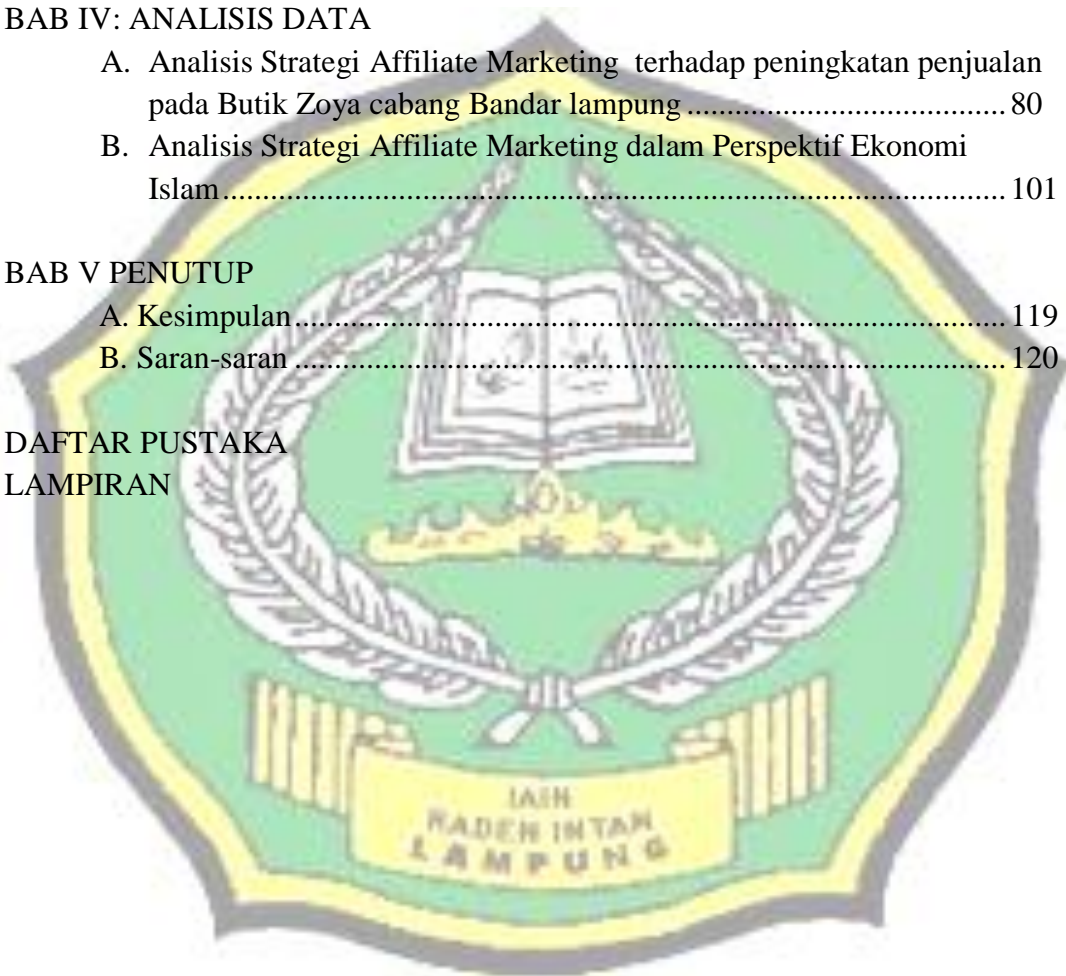 BAB IV: ANALISIS DATA
A. Analisis Strategi Affiliate Marketing terhadap peningkatan penjualan
pada Butik Zoya cabang Bandar lampung ................................... 80
B. Analisis Strategi Affiliate Marketing dalam Perspektif Ekonomi
Islam ........................................................................................ 101
BAB V PENUTUP
A. Kesimpulan ................................................................................ 119
B. Saran-saran ................................................................................ 120
DAFTAR PUSTAKA
LAMPIRAN
IAIN
RADEN INTAN
LAMPUNG